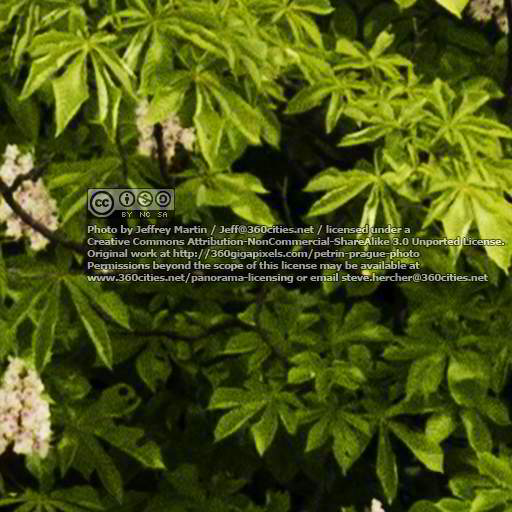 cc
BY NC SA
Photo by Jeffrey Martin / Jeff@360cities.net / licensed under a
Creative Commons Attribution-NonCommercial-ShareAlike 3.0 Unported License.
Original work at http://360gigapixels.com/petrin-prague-photo
Permissions beyond the scope of this license may be available at
www.360cities.net/panorama-licensing or email steve.hercher@360cities.net